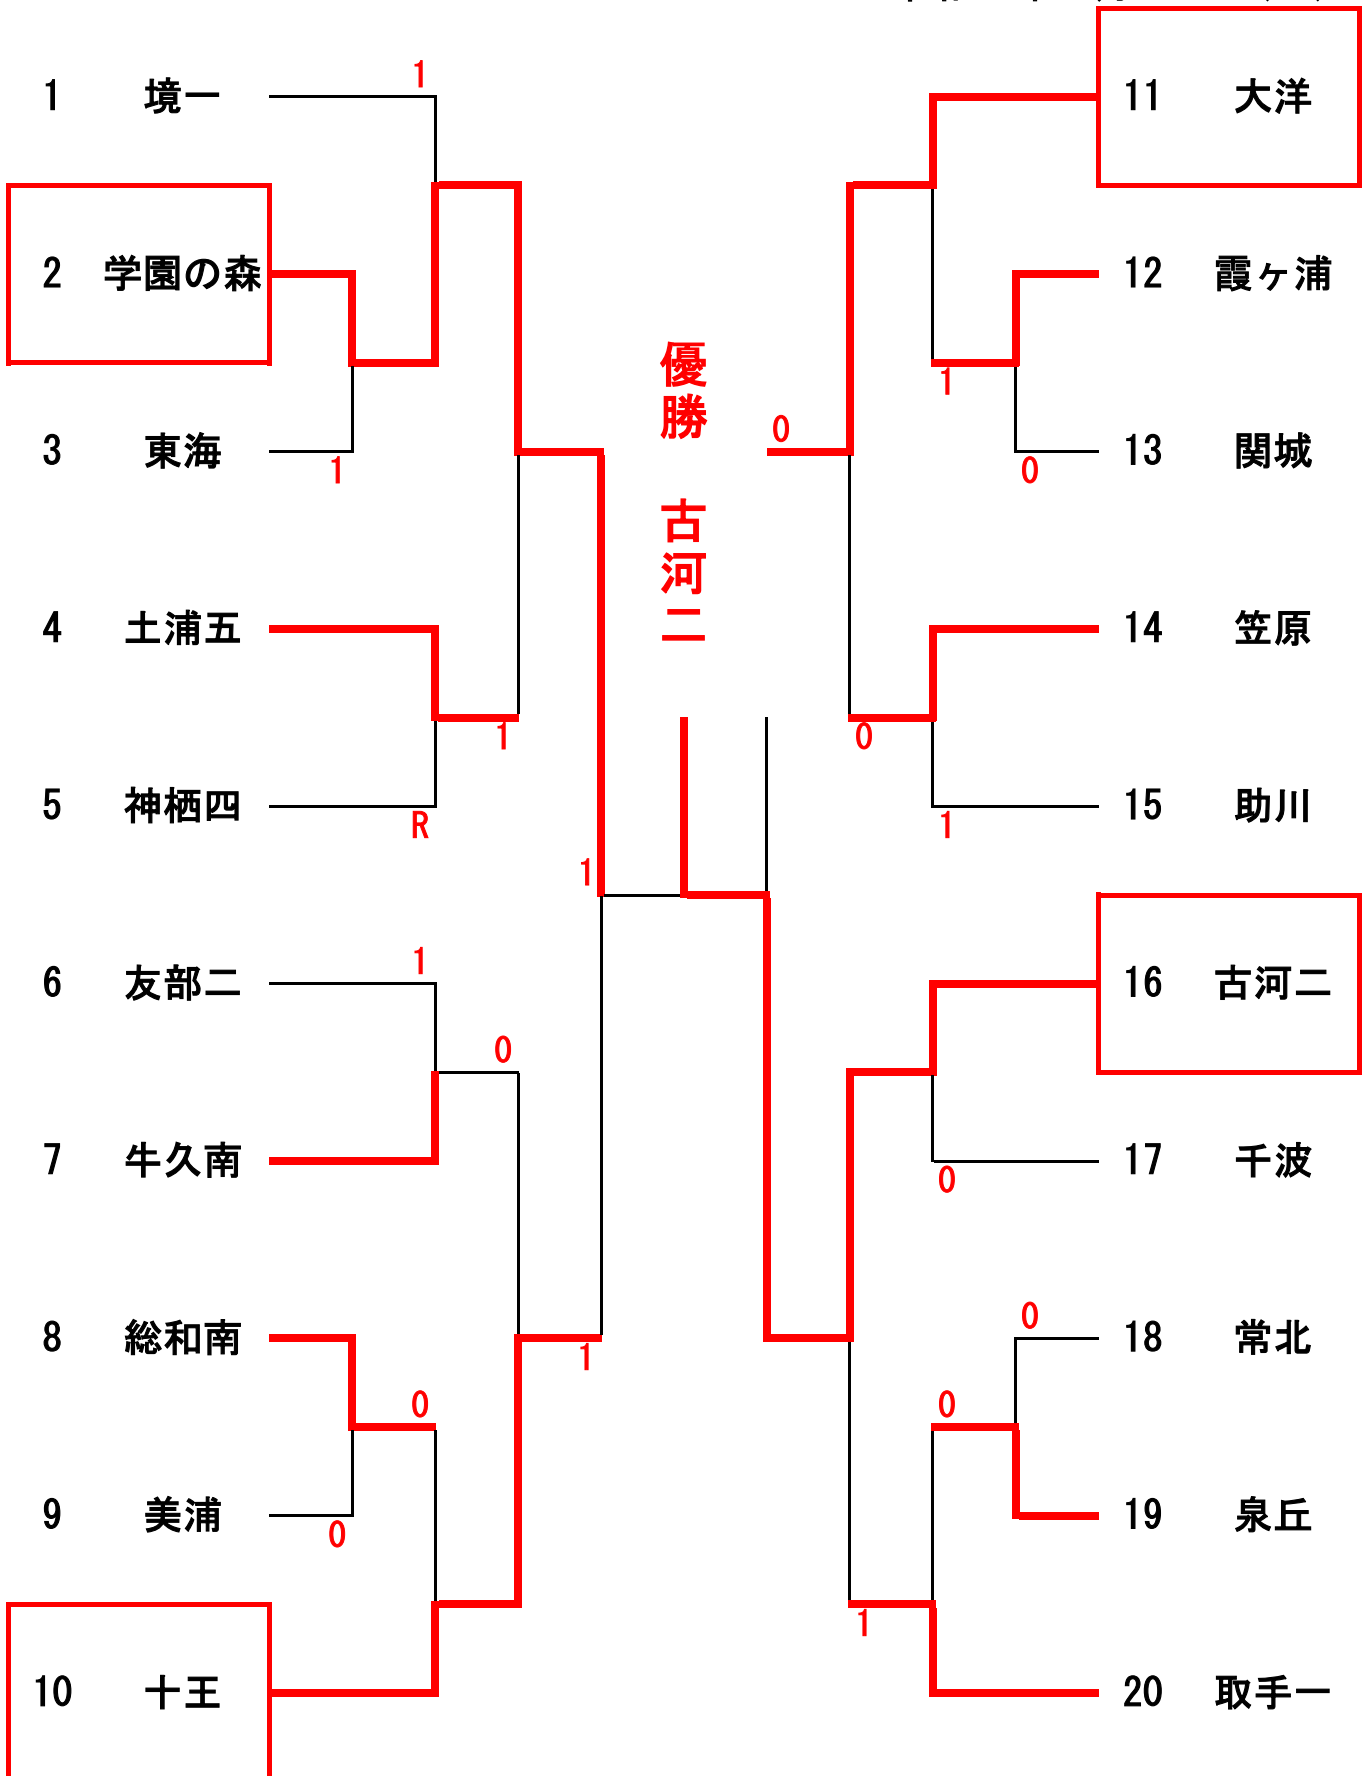 1
1 境一
11 大洋
2 学園の森
12 霞ヶ浦
1
優勝 古河二
0
3 東海
13 関城
1
0
4 土浦五
14 笠原
1
0
5 神栖四
15 助川
R
1
1
6 友部二
1
16 古河二
0
7 牛久南
17 千波
0
8 総和南
0
18 常北
1
0
0
9 美浦
19 泉丘
0
1
10 十王
20 取手一